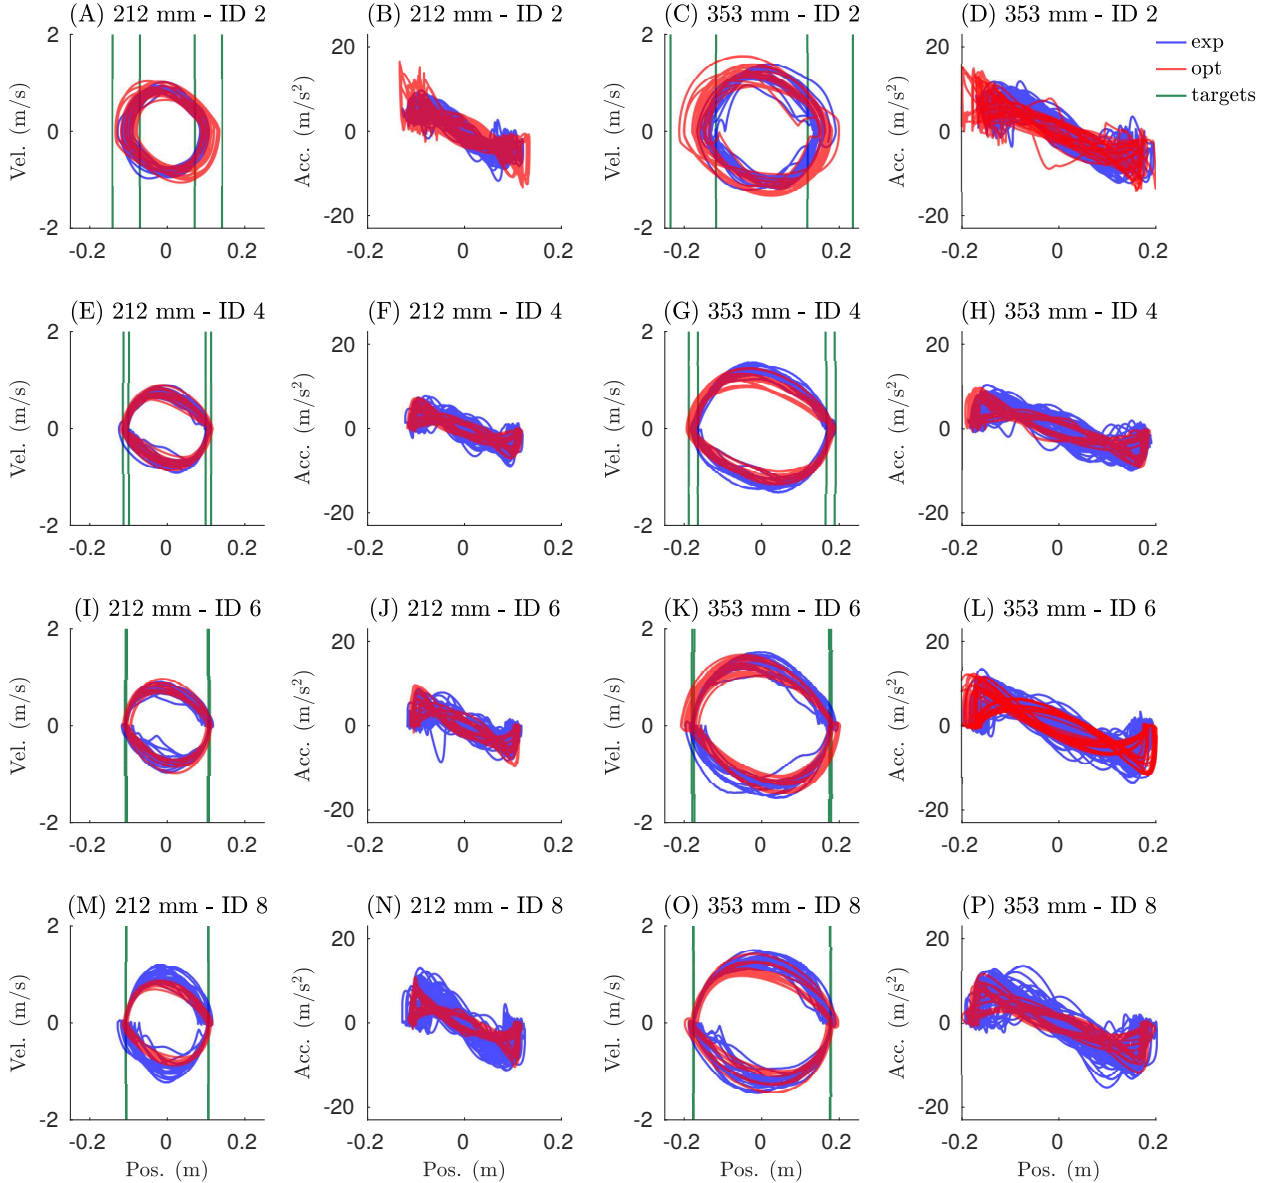 (A) 212 mm - ID 2
(B) 212 mm - ID 2
(C) 353 mm - ID 2
(D) 353 mm - ID 2
exp
opt
targets
Vel. (m/s)
2
0
-2
-0.2 0 0.2
Acc. (m/s²)
20
0
-20
-0.2 0 0.2
Vel. (m/s)
2
0
-2
-0.2 0 0.2
Acc. (m/s²)
20
0
-20
-0.2 0 0.2
(E) 212 mm - ID 4
(F) 212 mm - ID 4
(G) 353 mm - ID 4
(H) 353 mm - ID 4
Vel. (m/s)
2
0
-2
-0.2 0 0.2
Acc. (m/s²)
20
0
-20
-0.2 0 0.2
Vel. (m/s)
2
0
-2
-0.2 0 0.2
Acc. (m/s²)
20
0
-20
-0.2 0 0.2
(I) 212 mm - ID 6
(J) 212 mm - ID 6
(K) 353 mm - ID 6
(L) 353 mm - ID 6
Vel. (m/s)
2
0
-2
-0.2 0 0.2
Acc. (m/s²)
20
0
-20
-0.2 0 0.2
Vel. (m/s)
2
0
-2
-0.2 0 0.2
Acc. (m/s²)
20
0
-20
-0.2 0 0.2
(M) 212 mm - ID 8
(N) 212 mm - ID 8
(O) 353 mm - ID 8
(P) 353 mm - ID 8
Vel. (m/s)
2
0
-2
-0.2 0 0.2
Pos. (m)
Acc. (m/s²)
20
0
-20
-0.2 0 0.2
Pos. (m)
Vel. (m/s)
2
0
-2
-0.2 0 0.2
Pos. (m)
Acc. (m/s²)
20
0
-20
-0.2 0 0.2
Pos. (m)